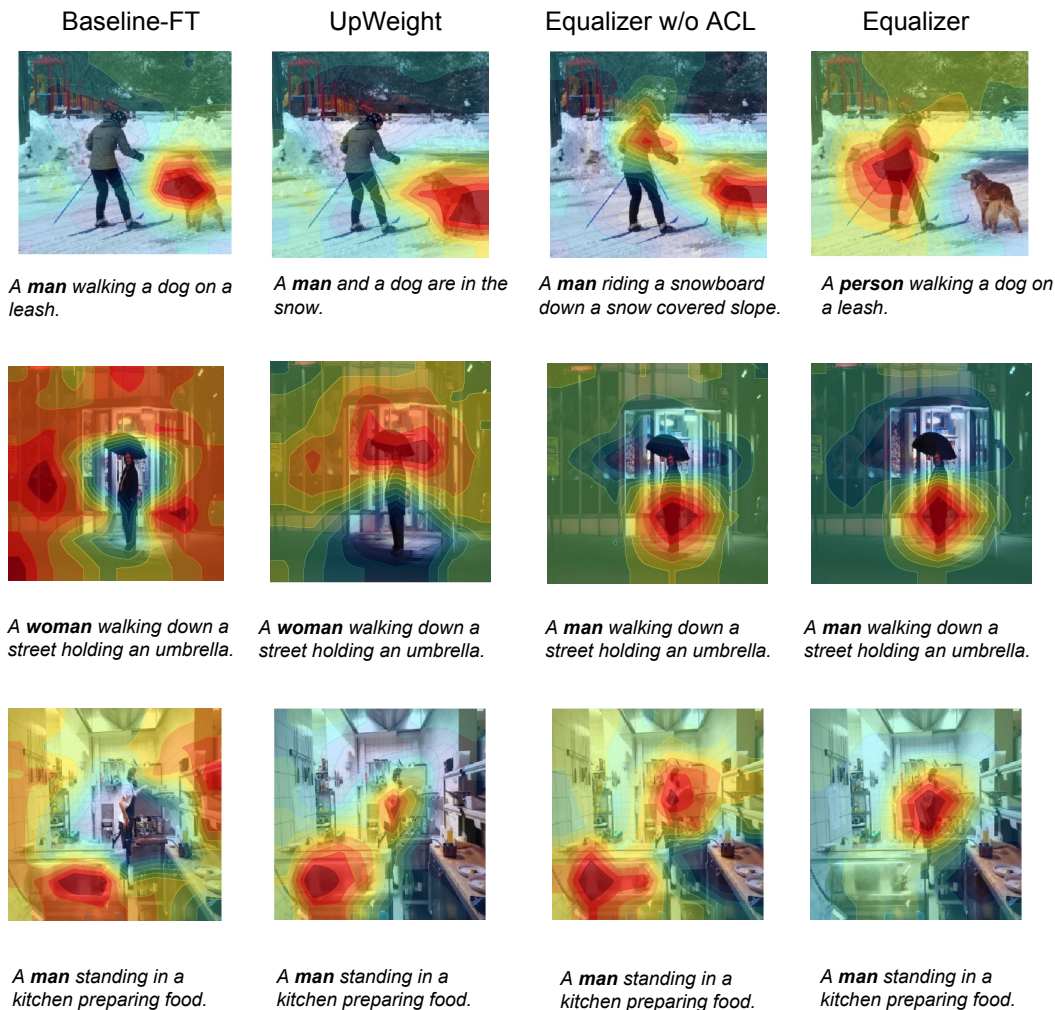 Baseline-FT
UpWeight
Equalizer w/o ACL
Equalizer
A man walking a dog on a
leash.
A man and a dog are in the
snow.
A man riding a snowboard
down a snow covered slope.
A person walking a dog on
a leash.
A woman walking down a
street holding an umbrella.
A woman walking down a
street holding an umbrella.
A man walking down a
street holding an umbrella.
A man walking down a
street holding an umbrella.
A man standing in a
kitchen preparing food.
A man standing in a
kitchen preparing food.
A man standing in a
kitchen preparing food.
A man standing in a
kitchen preparing food.